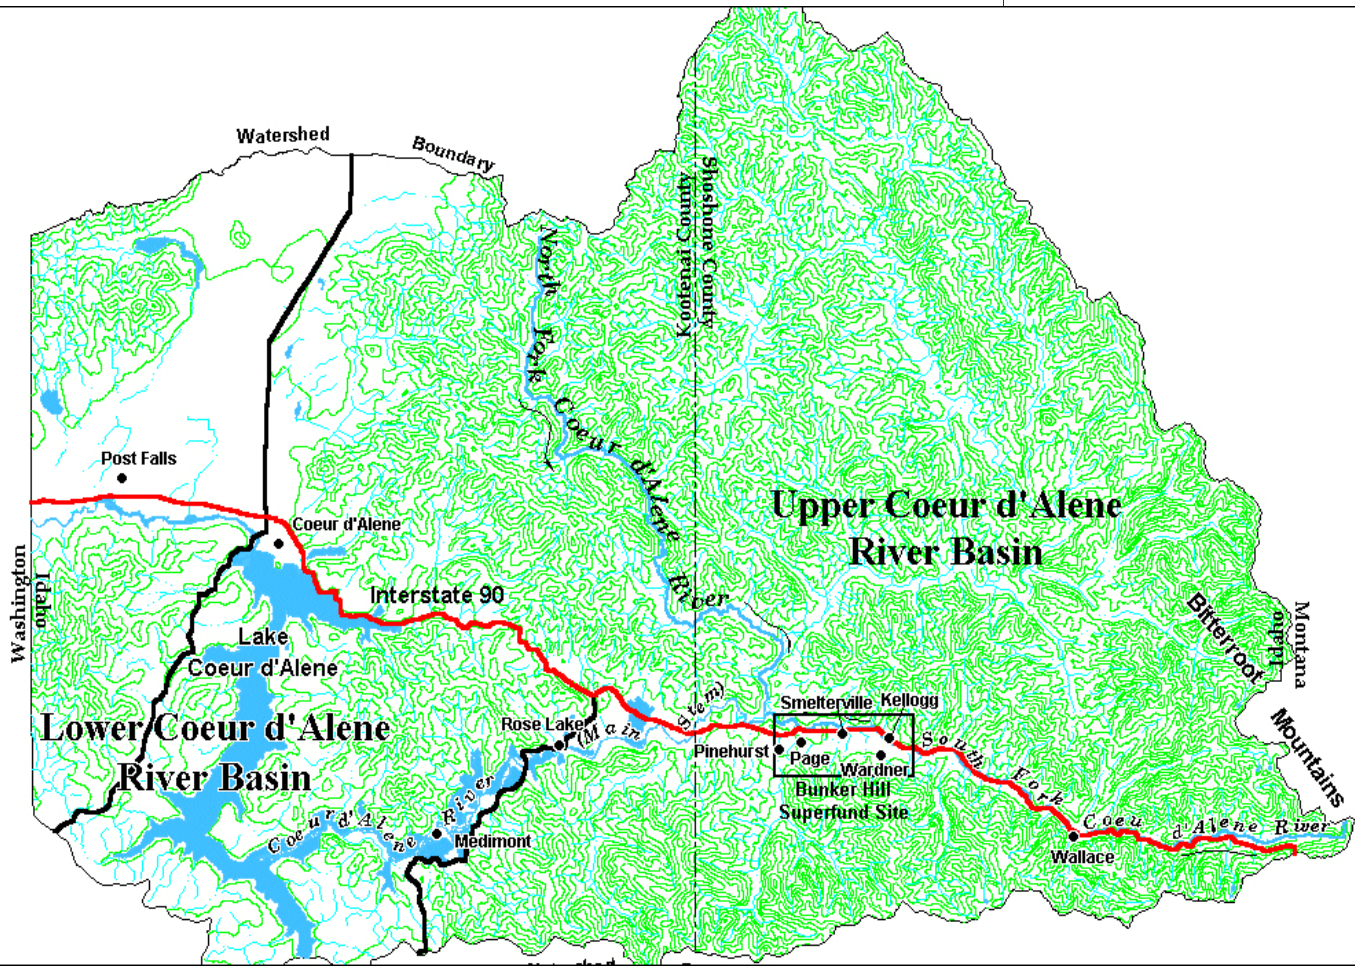 Watershed
Boundary
Kootenai County
Shoshone County
North Fork Coeur d'Alene River
Post Falls
Coeur d'Alene
Upper Coeur d'Alene
River Basin
Washington
Idaho
Interstate 90
Lake
Coeur d'Alene
Bitterroot
Mountains
Idaho
Montana
Lower Coeur d'Alene
River Basin
Rose Lake
Coeur d'Alene River (Main Stem)
Medimont
Smelterville
Kellogg
Pinehurst
Page
Wardner
Bunker Hill
Superfund Site
South Fork Coeu d'Alene River
Wallace